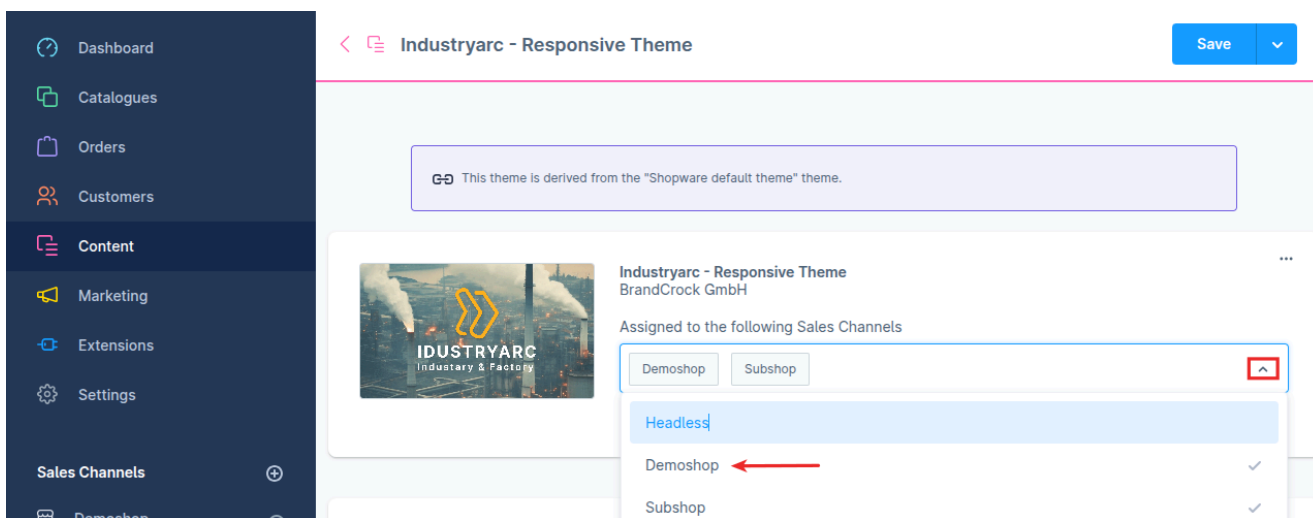 Dashboard
Catalogues
Orders
Customers
Content
Marketing
Extensions
Settings
Sales Channels
Demoshop
Industryarc - Responsive Theme
Save
This theme is derived from the "Shopware default theme" theme.
IDUSTRYARC
Industary & Factory
Industryarc - Responsive Theme
BrandCrock GmbH
Assigned to the following Sales Channels
Demoshop Subshop
Headless
Demoshop
Subshop